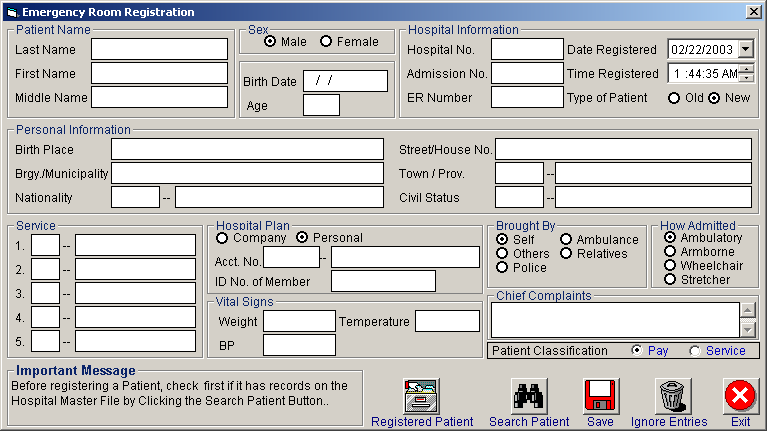 Emergency Room Registration
Patient Name
Last Name
First Name
Middle Name
Sex
Male Female
Birth Date / /
Age
Hospital Information
Hospital No. Date Registered 02/22/2003
Admission No. Time Registered 1 :44:35 AM
ER Number Type of Patient Old New
Personal Information
Birth Place Street/House No.
Brgy./Municipality Town / Prov. --
Nationality -- Civil Status --
Service
1. --
2. --
3. --
4. --
5. --
Hospital Plan
Company Personal
Acct. No. --
ID No. of Member
Vital Signs
Weight Temperature
BP
Brought By
Self Ambulance
Others Relatives
Police
How Admitted
Ambulatory
Armborne
Wheelchair
Stretcher
Chief Complaints
Patient Classification Pay Service
Important Message
Before registering a Patient, check first if it has records on the
Hospital Master File by Clicking the Search Patient Button..
Registered Patient Search Patient Save Ignore Entries Exit